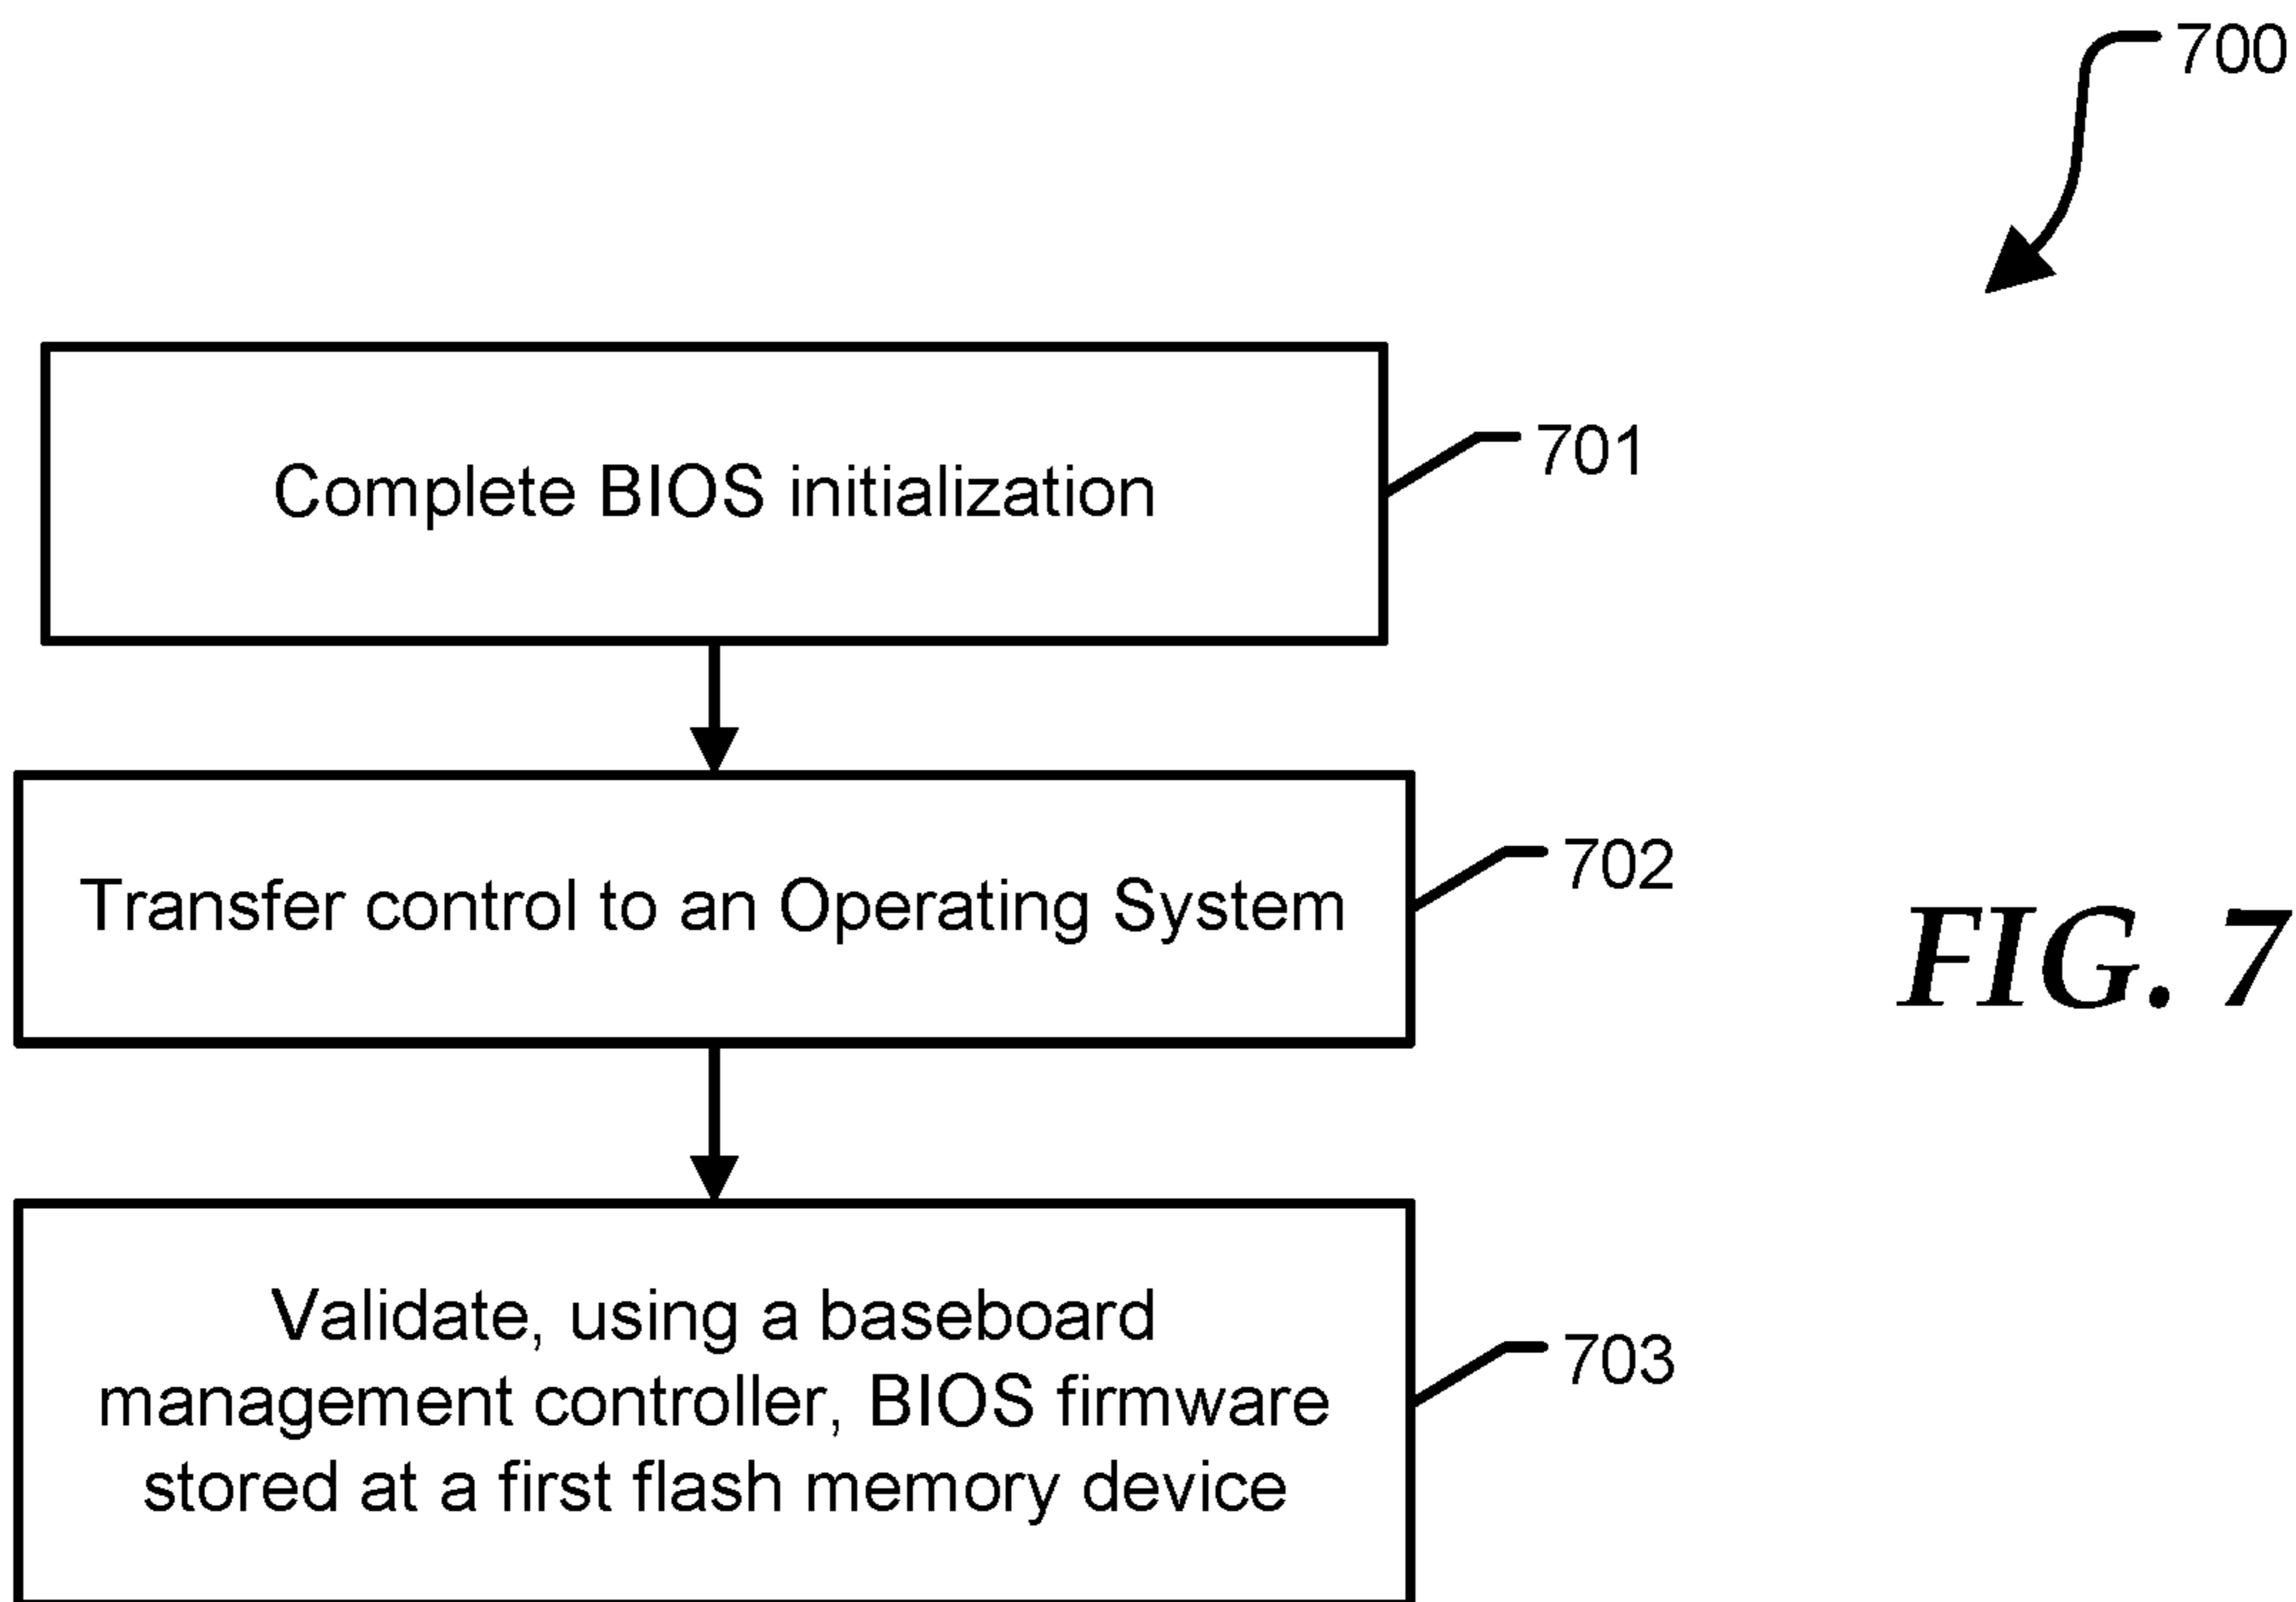 700
Complete BIOS initialization
701
Transfer control to an Operating System
702
FIG. 7
Validate, using a baseboard
management controller, BIOS firmware
stored at a first flash memory device
703